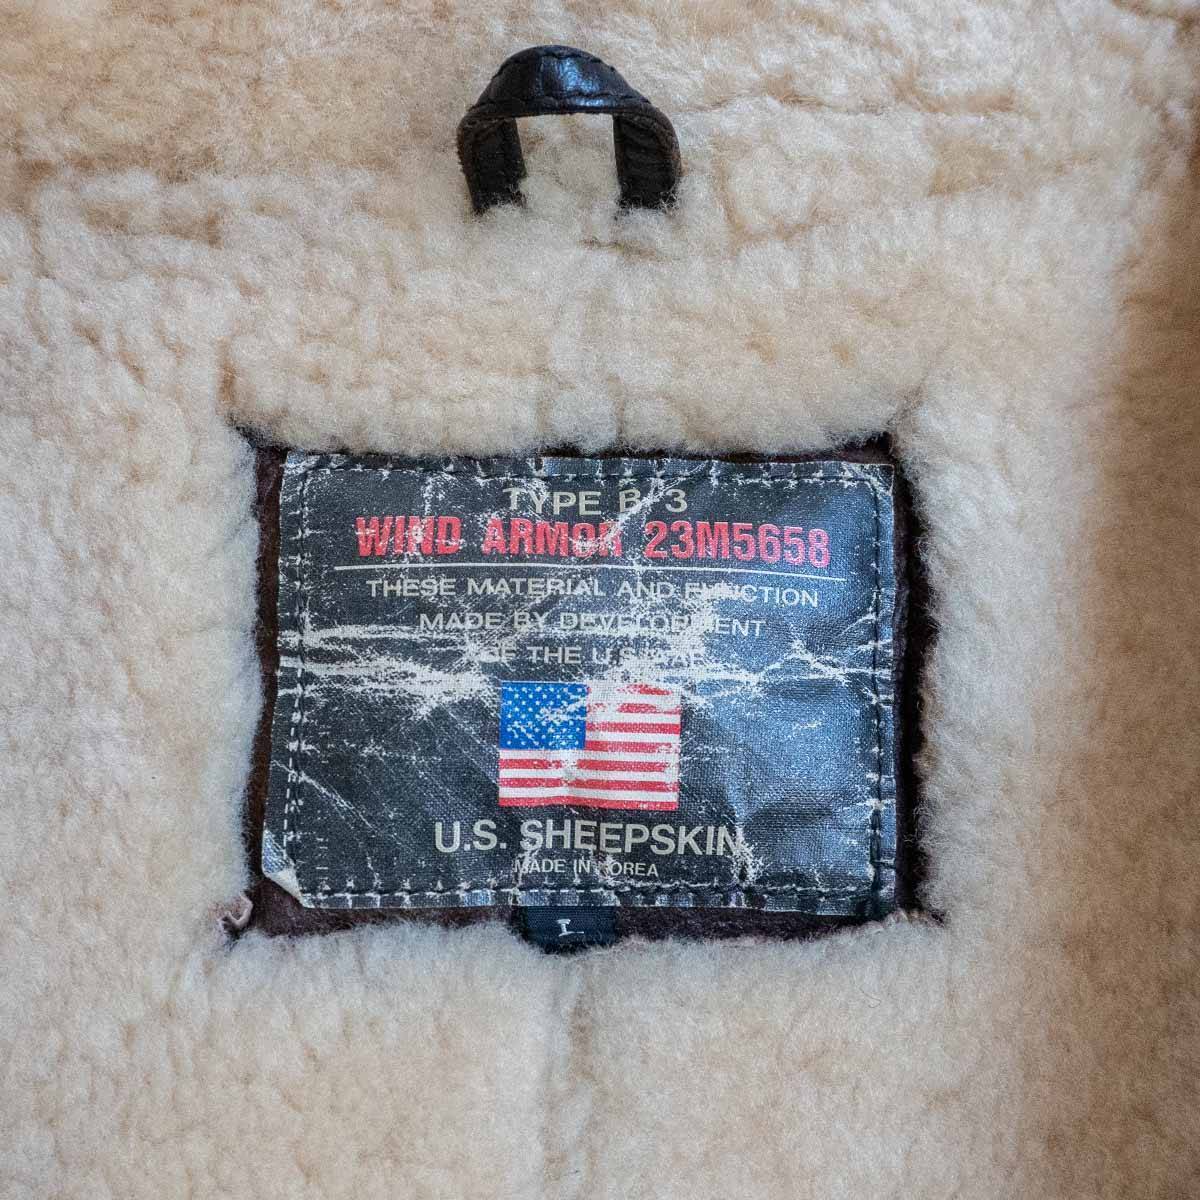 TYPE B-3
WIND ARMOR 23M5658
THESE MATERIAL AND FUNCTION
MADE BY DEVELOPMENT
OF THE U.S.
U.S. SHEEPSKIN
MADE IN KOREA
L